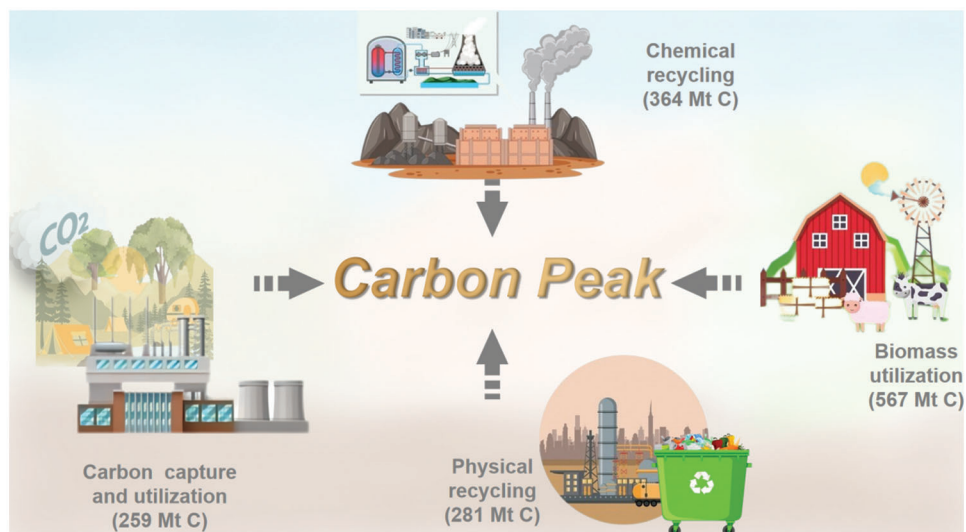 Chemical
recycling
(364 Mt C)
CO2
Carbon Peak
Biomass
utilization
(567 Mt C)
Physical
recycling
(281 Mt C)
Carbon capture
and utilization
(259 Mt C)